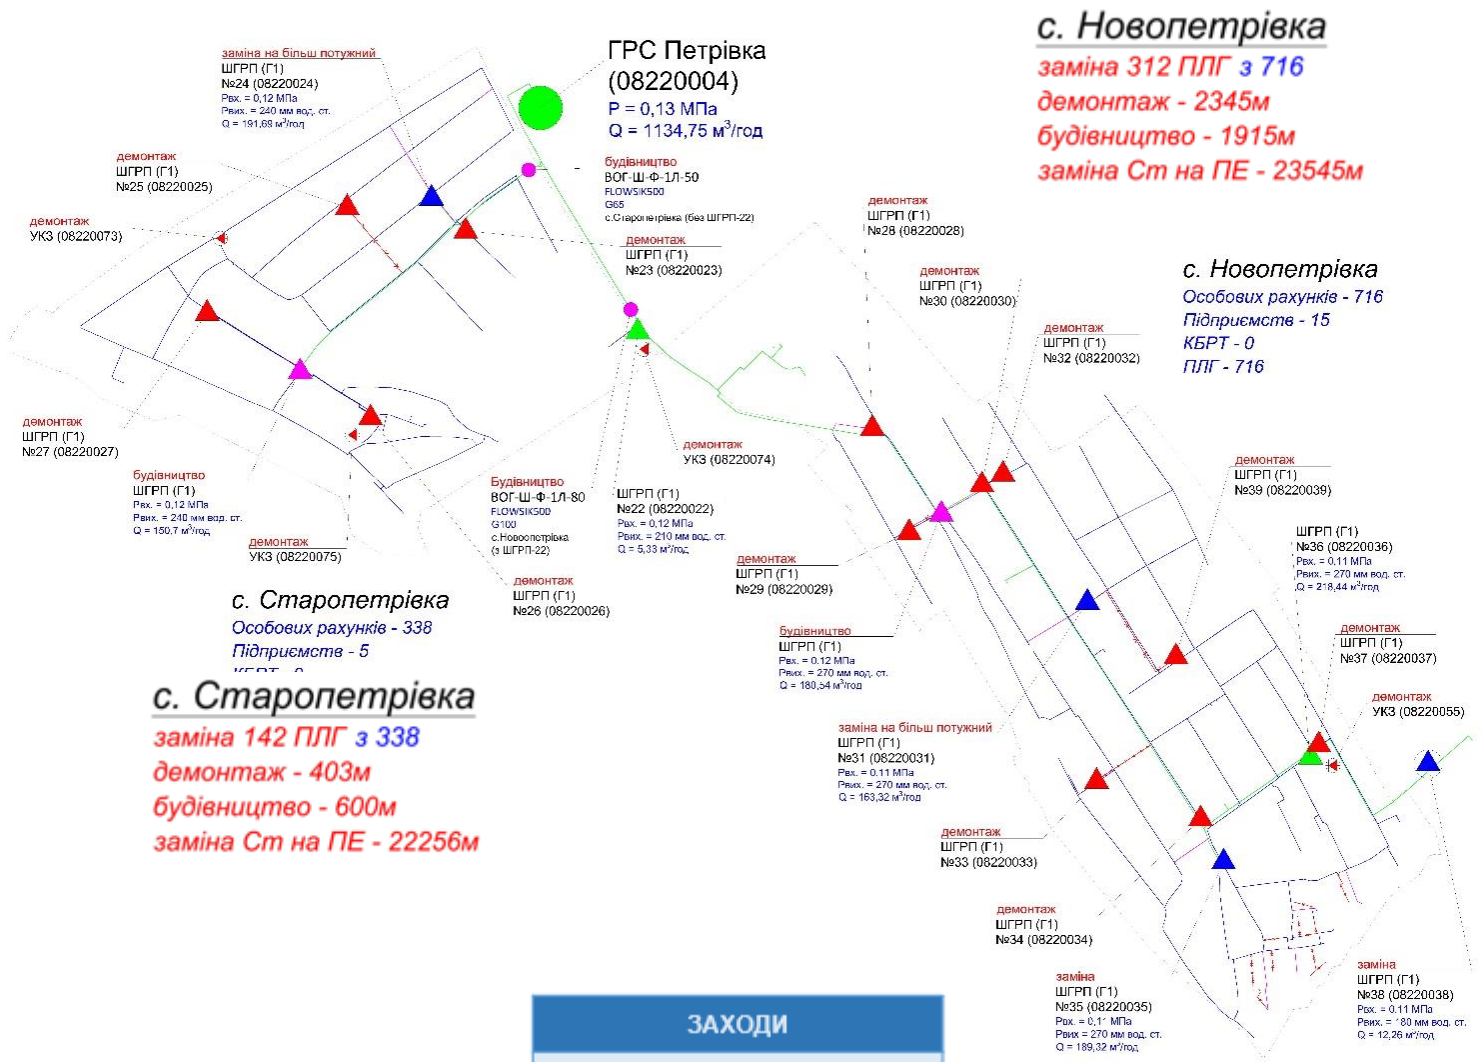 с. Новопетрівка
заміна 312 ПЛГ з 716
демонтаж - 2345м
будівництво - 1915м
заміна Ст на ПЕ - 23545м
ГРС Петрівка
(08220004)
P = 0,13 МПа
Q = 1134,75 м³/год
заміна на більш потужний
ШГРП (Г1)
№24 (08220024)
Рвх. = 0,12 МПа
Рвих. = 240 мм вод. ст.
Q = 191,69 м³/год
демонтаж
ШГРП (Г1)
№25 (08220025)
демонтаж
УКЗ (08220073)
будівництво
ВОГ-Ш-Ф-1Л-50
FLOWSIK500
G65
с.Старопетрівка (без ШГРП-22)
демонтаж
ШГРП (Г1)
№23 (08220023)
демонтаж
ШГРП (Г1)
№28 (08220028)
демонтаж
ШГРП (Г1)
№30 (08220030)
демонтаж
ШГРП (Г1)
№32 (08220032)
с. Новопетрівка
Особових рахунків - 716
Підприємств - 15
КБРТ - 0
ПЛГ - 716
демонтаж
ШГРП (Г1)
№27 (08220027)
будівництво
ШГРП (Г1)
Рвх. = 0,12 МПа
Рвих. = 240 мм вод. ст.
Q = 150,7 м³/год
демонтаж
УКЗ (08220075)
Будівництво
ВОГ-Ш-Ф-1Л-80
FLOWSIK500
G100
с.Новоопетрівка
(з ШГРП-22)
ШГРП (Г1)
№22 (08220022)
Рвх. = 0,12 МПа
Рвих. = 210 мм вод. ст.
Q = 5,33 м³/год
демонтаж
УКЗ (08220074)
демонтаж
ШГРП (Г1)
№26 (08220026)
демонтаж
ШГРП (Г1)
№29 (08220029)
демонтаж
ШГРП (Г1)
№39 (08220039)
ШГРП (Г1)
№36 (08220036)
Рвх. = 0.11 МПа
Рвих. = 270 мм вод. ст.
Q = 218,44 м³/год
будівництво
ШГРП (Г1)
Рвх. = 0.12 МПа
Рвих. = 270 мм вод. ст.
Q = 180,54 м³/год
демонтаж
ШГРП (Г1)
№37 (08220037)
демонтаж
УКЗ (08220055)
с. Старопетрівка
Особових рахунків - 338
Підприємств - 5
с. Старопетрівка
заміна 142 ПЛГ з 338
демонтаж - 403м
будівництво - 600м
заміна Ст на ПЕ - 22256м
заміна на більш потужний
ШГРП (Г1)
№31 (08220031)
Рвх. = 0.11 МПа
Рвих. = 270 мм вод. ст.
Q = 163,32 м³/год
демонтаж
ШГРП (Г1)
№33 (08220033)
демонтаж
ШГРП (Г1)
№34 (08220034)
заміна
ШГРП (Г1)
№35 (08220035)
Рвх. = 0,11 МПа
Рвих = 270 мм вод. ст.
Q = 189,32 м³/год
заміна
ШГРП (Г1)
№38 (08220038)
Рвх. = 0.11 МПа
Рвих. = 180 мм вод. ст.
Q = 12,26 м³/год
ЗАХОДИ